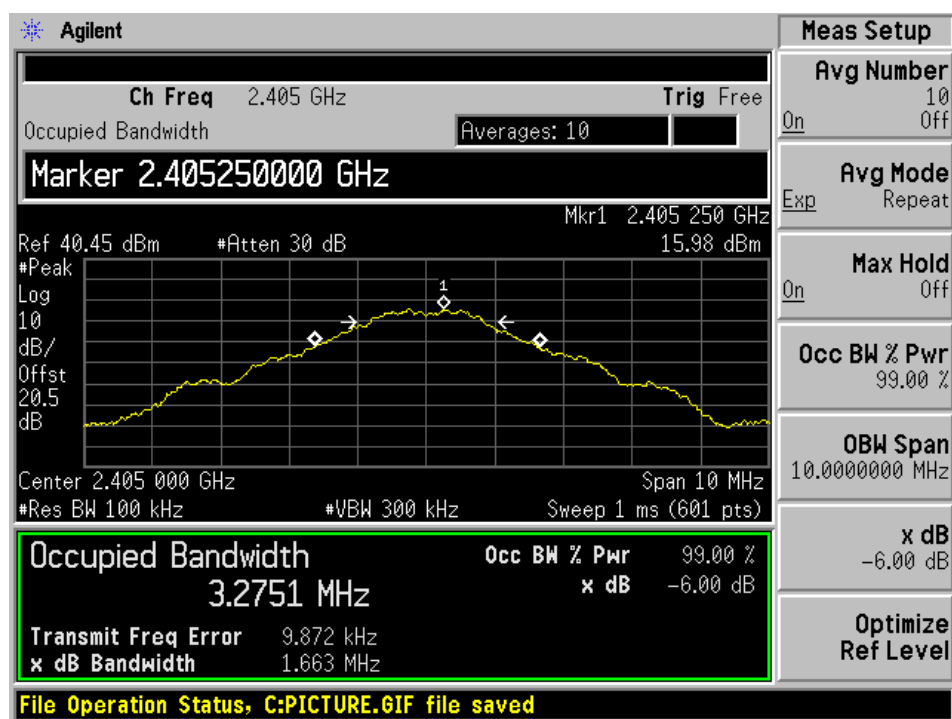 Agilent
Meas Setup
Ch Freq 2.405 GHz Trig Free
Occupied Bandwidth Averages: 10
Marker 2.405250000 GHz
Mkr1 2.405 250 GHz
Ref 40.45 dBm #Atten 30 dB 15.98 dBm
#Peak
Log
10
dB/
Offst
20.5
dB
1
Center 2.405 000 GHz Span 10 MHz
#Res BW 100 kHz #VBW 300 kHz Sweep 1 ms (601 pts)
Occupied Bandwidth Occ BW % Pwr 99.00 %
3.2751 MHz x dB -6.00 dB
Transmit Freq Error 9.872 kHz
x dB Bandwidth 1.663 MHz
File Operation Status, C:PICTURE.GIF file saved
Avg Number
10
On Off
Avg Mode
Exp Repeat
Max Hold
On Off
Occ BW % Pwr
99.00 %
OBW Span
10.0000000 MHz
x dB
-6.00 dB
Optimize
Ref Level